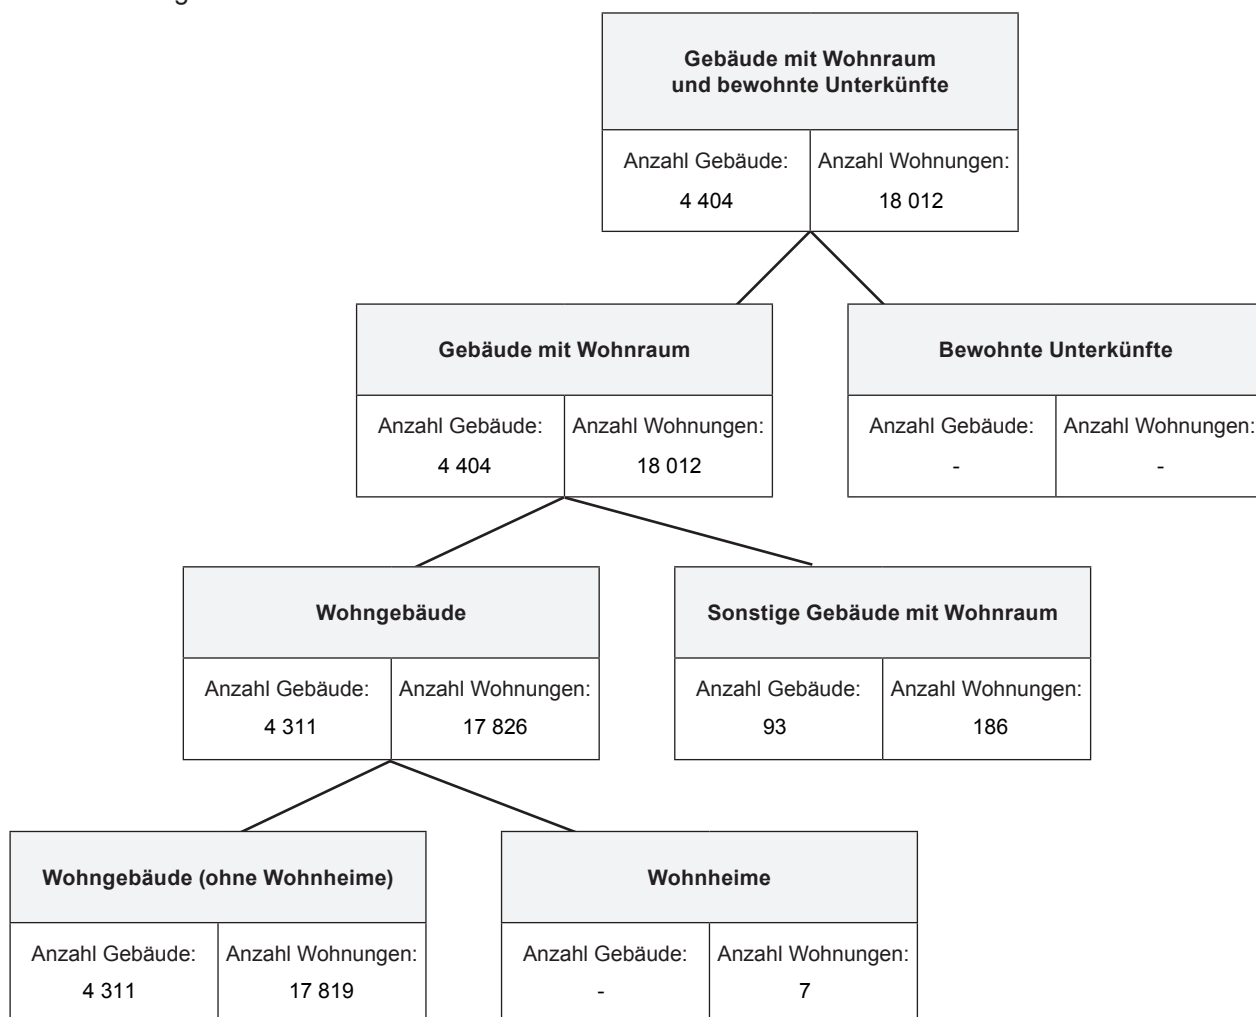 Gebäude mit Wohnraum
und bewohnte Unterkünfte
Anzahl Gebäude:
Anzahl Wohnungen:
4 404
18 012
Gebäude mit Wohnraum
Bewohnte Unterkünfte
Anzahl Gebäude:
Anzahl Wohnungen:
Anzahl Gebäude:
Anzahl Wohnungen:
4 404
18 012
-
-
Wohngebäude
Sonstige Gebäude mit Wohnraum
Anzahl Gebäude:
Anzahl Wohnungen:
Anzahl Gebäude:
Anzahl Wohnungen:
4 311
17 826
93
186
Wohngebäude (ohne Wohnheime)
Wohnheime
Anzahl Gebäude:
Anzahl Wohnungen:
Anzahl Gebäude:
Anzahl Wohnungen:
4 311
17 819
-
7